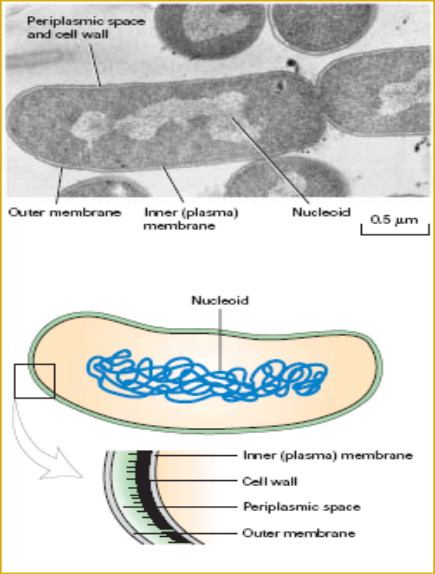 Periplasmic space
and cell wall
Outer membrane
Inner (plasma)
membrane
Nucleoid
0.5 μm
Nucleoid
Inner (plasma) membrane
Cell wall
Periplasmic space
Outer membrane